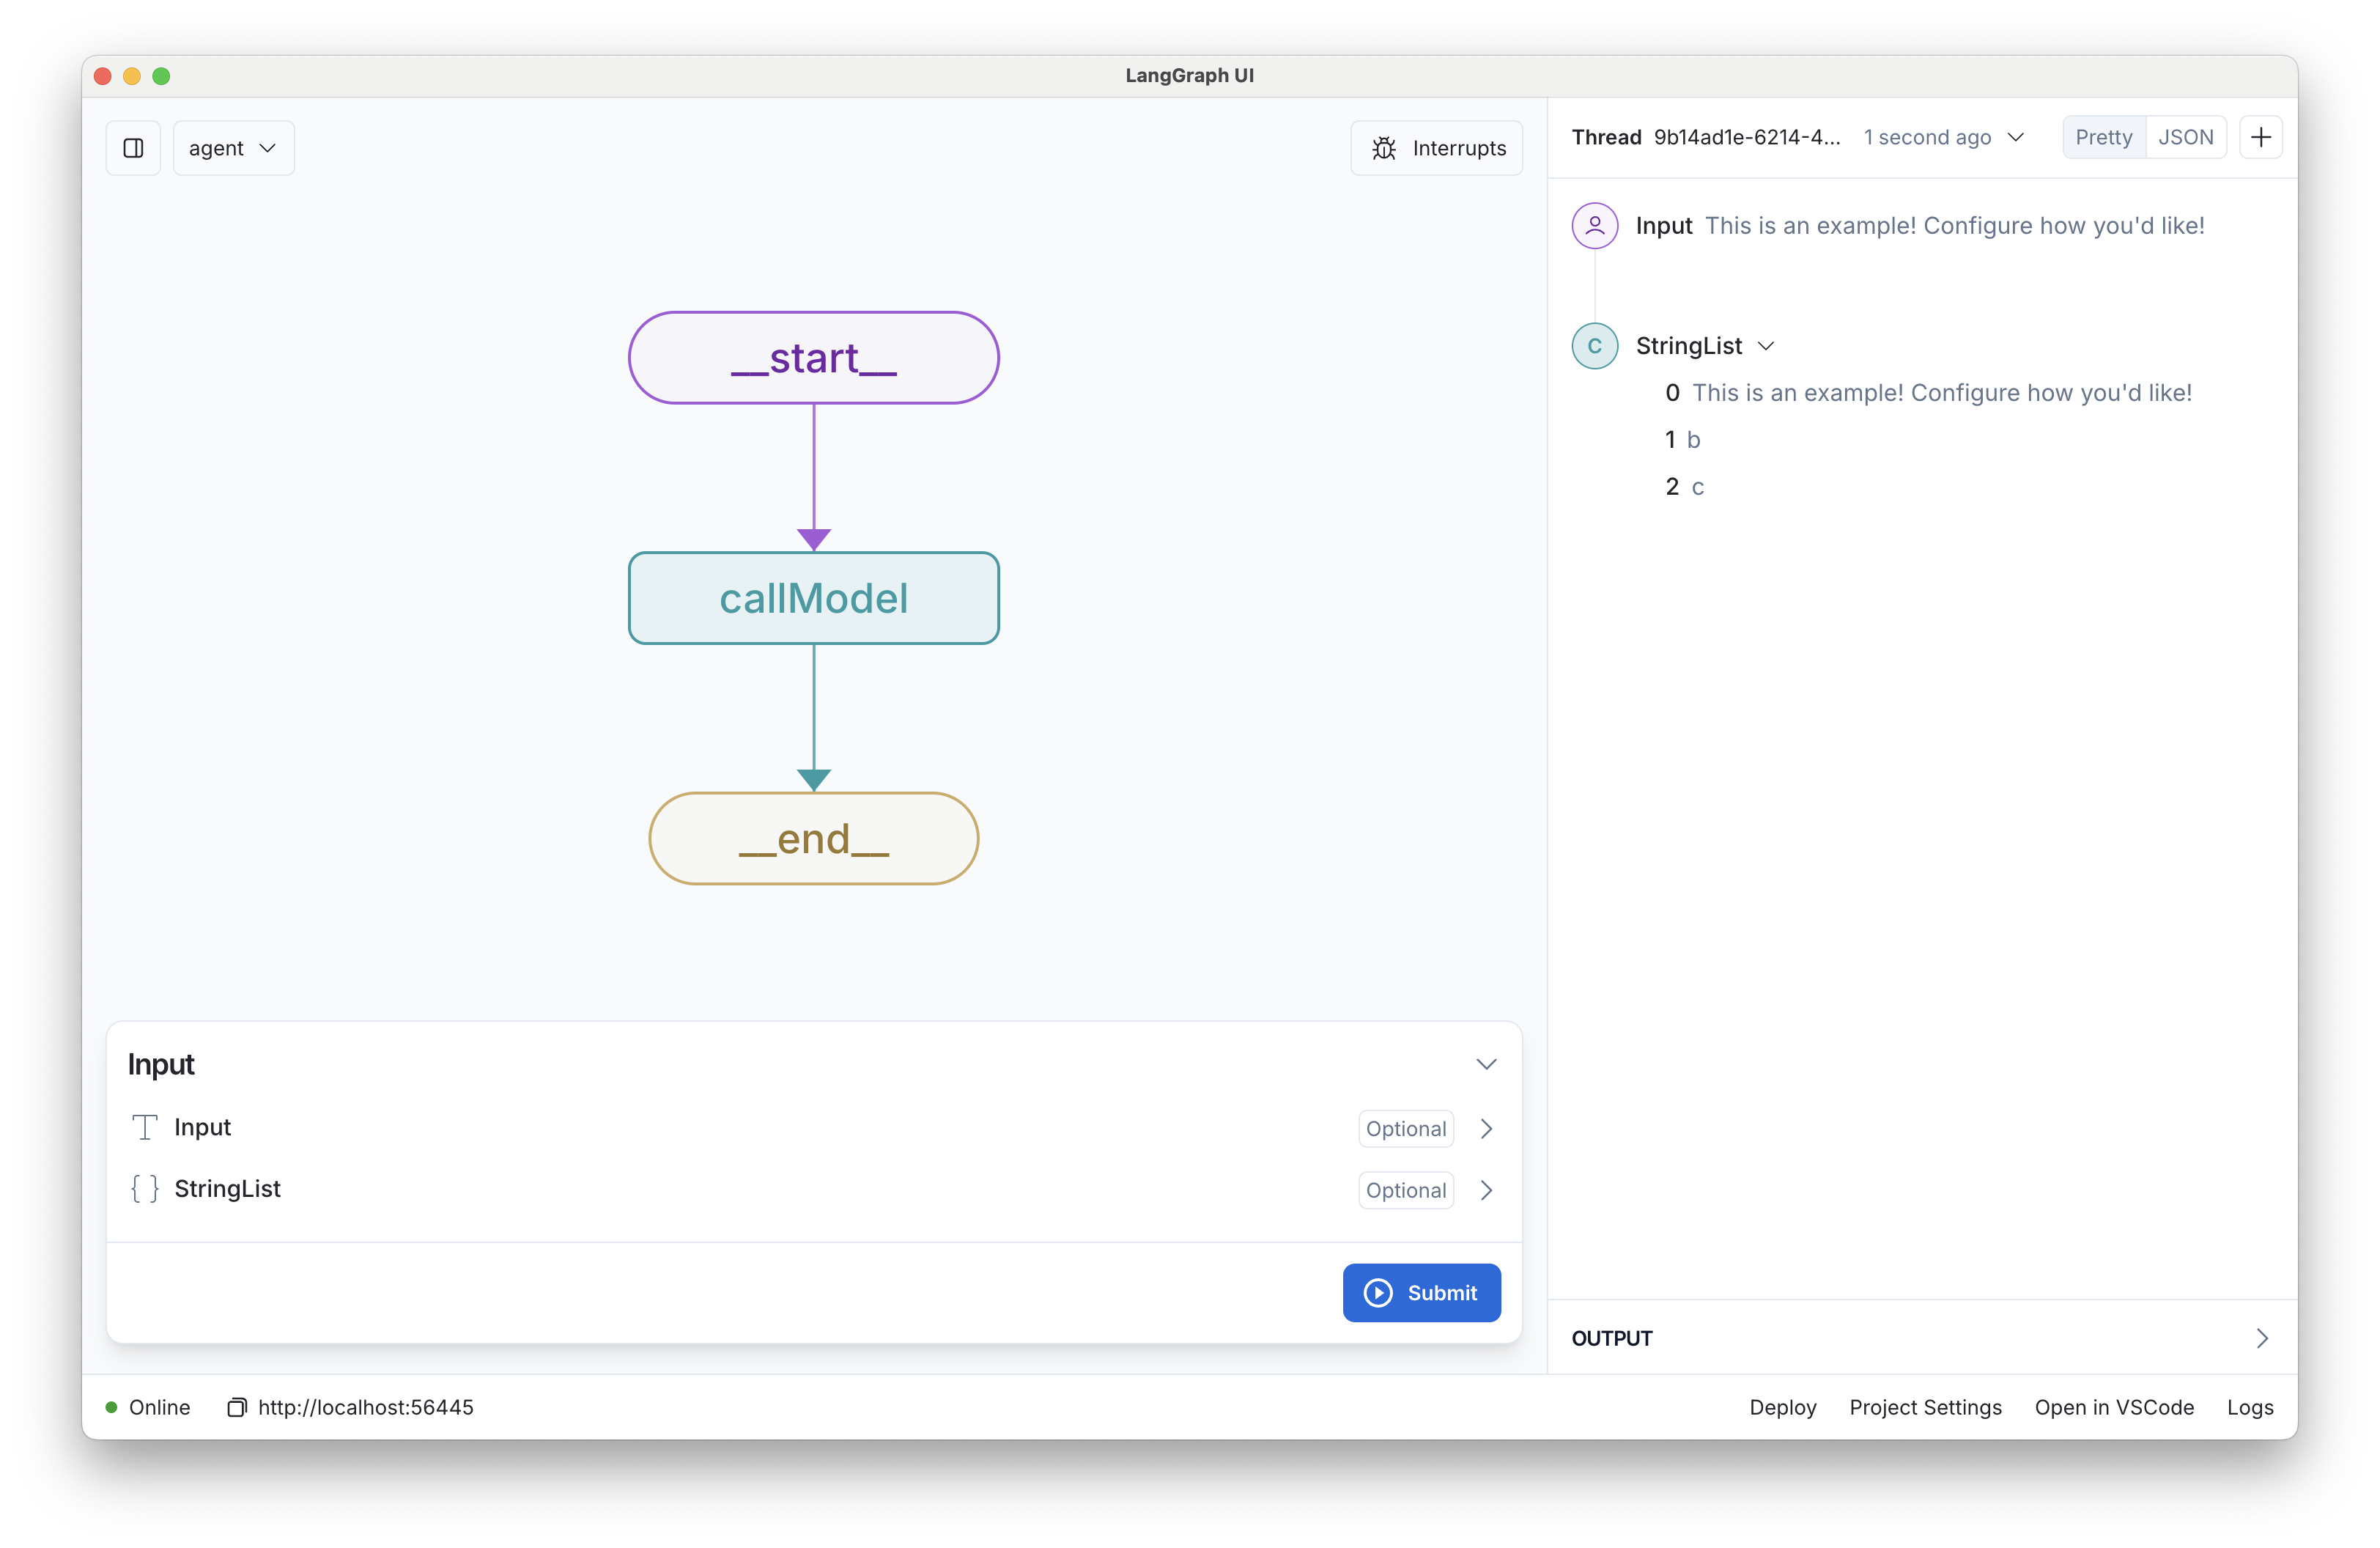 LangGraph UI
agent
Interrupts
__start__
callModel
__end__
Input
Input Optional
StringList Optional
Submit
Thread 9b14ad1e-6214-4... 1 second ago Pretty JSON
Input This is an example! Configure how you'd like!
C StringList
0 This is an example! Configure how you'd like!
1 b
2 c
OUTPUT
Online http://localhost:56445 Deploy Project Settings Open in VSCode Logs